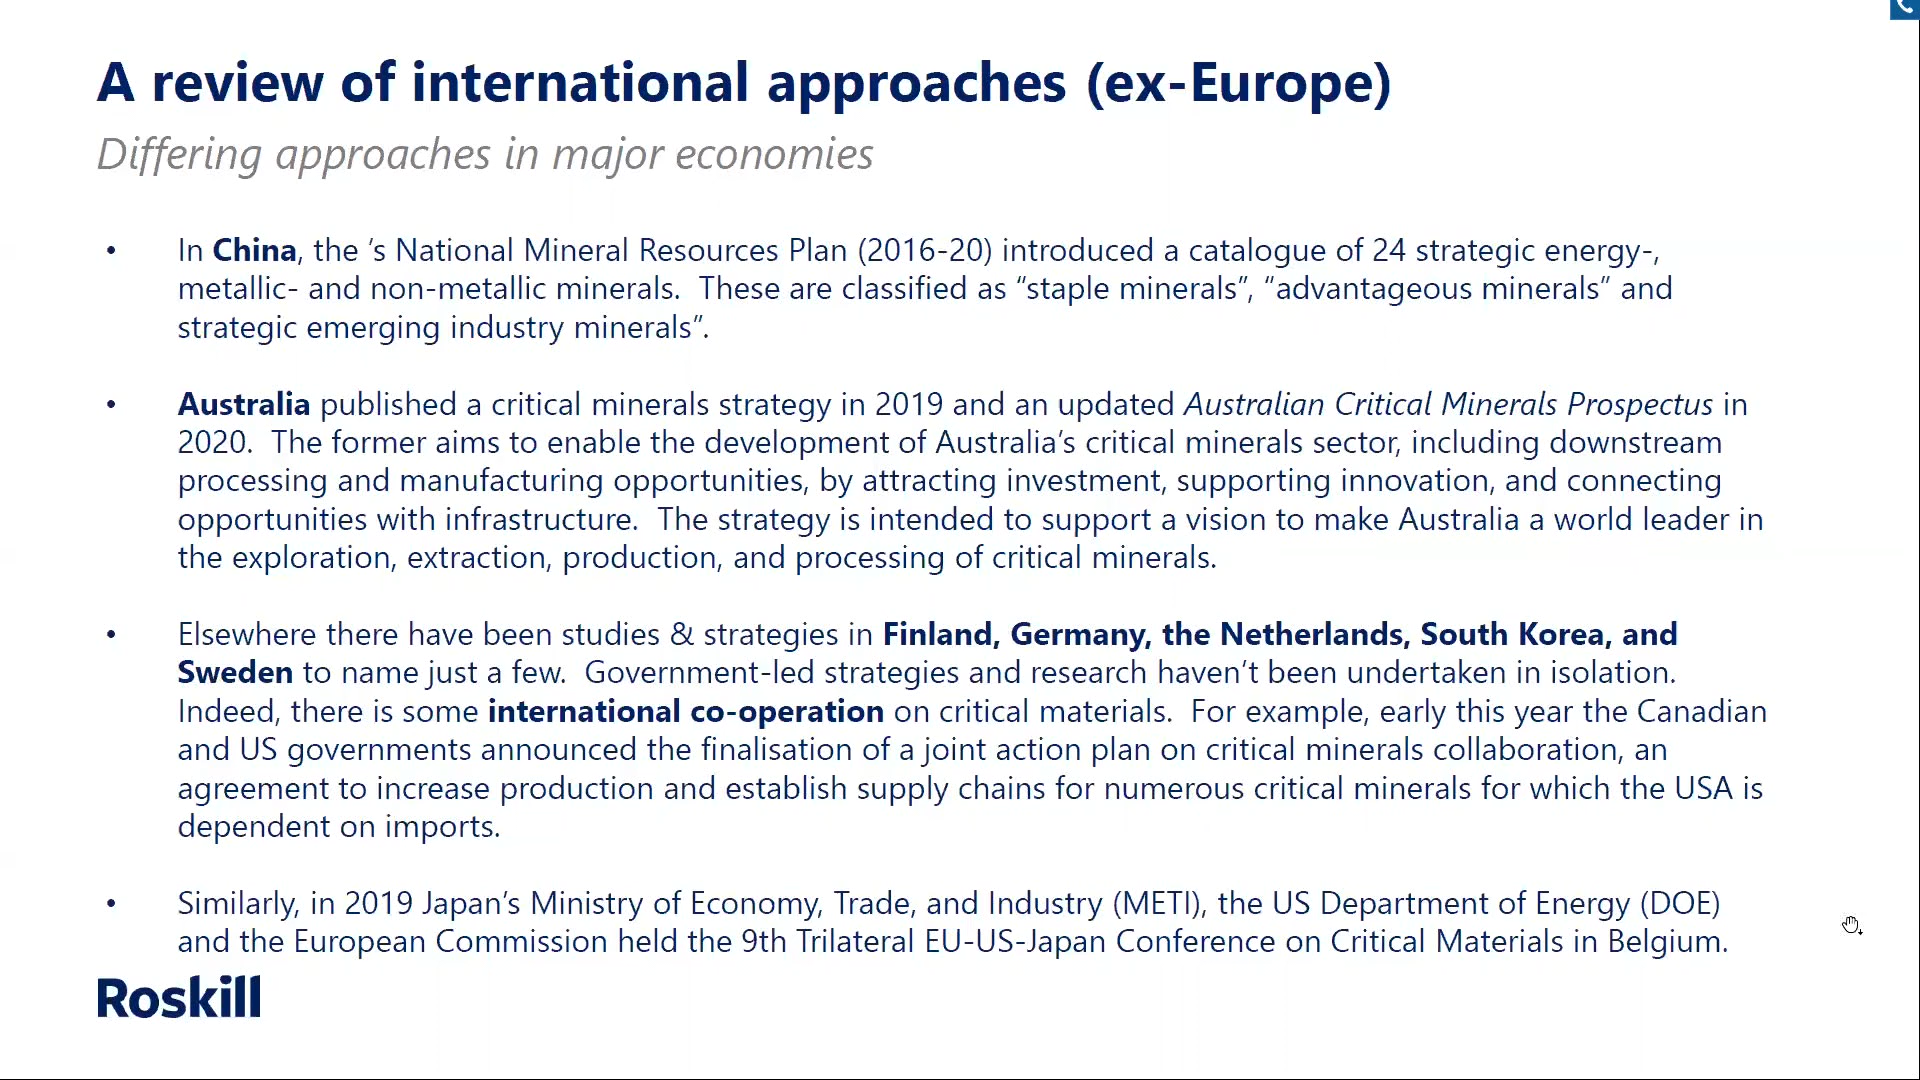 A review of international approaches (ex-Europe)
Differing approaches in major economies
• In China, the ’s National Mineral Resources Plan (2016-20) introduced a catalogue of 24 strategic energy-,
metallic- and non-metallic minerals.  These are classified as “staple minerals”, “advantageous minerals” and
strategic emerging industry minerals”.
• Australia published a critical minerals strategy in 2019 and an updated Australian Critical Minerals Prospectus in
2020.  The former aims to enable the development of Australia’s critical minerals sector, including downstream
processing and manufacturing opportunities, by attracting investment, supporting innovation, and connecting
opportunities with infrastructure.  The strategy is intended to support a vision to make Australia a world leader in
the exploration, extraction, production, and processing of critical minerals.
• Elsewhere there have been studies & strategies in Finland, Germany, the Netherlands, South Korea, and
Sweden to name just a few.  Government-led strategies and research haven’t been undertaken in isolation.
Indeed, there is some international co-operation on critical materials.  For example, early this year the Canadian
and US governments announced the finalisation of a joint action plan on critical minerals collaboration, an
agreement to increase production and establish supply chains for numerous critical minerals for which the USA is
dependent on imports.
• Similarly, in 2019 Japan’s Ministry of Economy, Trade, and Industry (METI), the US Department of Energy (DOE)
and the European Commission held the 9th Trilateral EU-US-Japan Conference on Critical Materials in Belgium.
Roskill